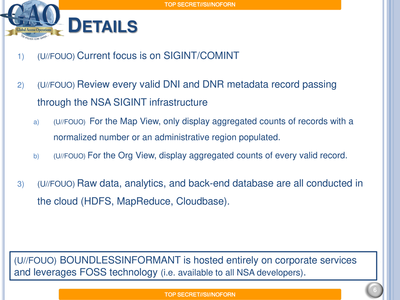 TOP SECRET//SI//NOFORN
GAO
DETAILS
1) (U//FOUO) Current focus is on SIGINT/COMINT
2) (U//FOUO) Review every valid DNI and DNR metadata record passing
through the NSA SIGINT infrastructure
a) (U//FOUO) For the Map View, only display aggregated counts of records with a
normalized number or an administrative region populated.
b) (U//FOUO) For the Org View, display aggregated counts of every valid record.
3) (U//FOUO) Raw data, analytics, and back-end database are all conducted in
the cloud (HDFS, MapReduce, Cloudbase).
(U//FOUO) BOUNDLESSINFORMANT is hosted entirely on corporate services
and leverages FOSS technology (i.e. available to all NSA developers).
TOP SECRET//SI//NOFORN